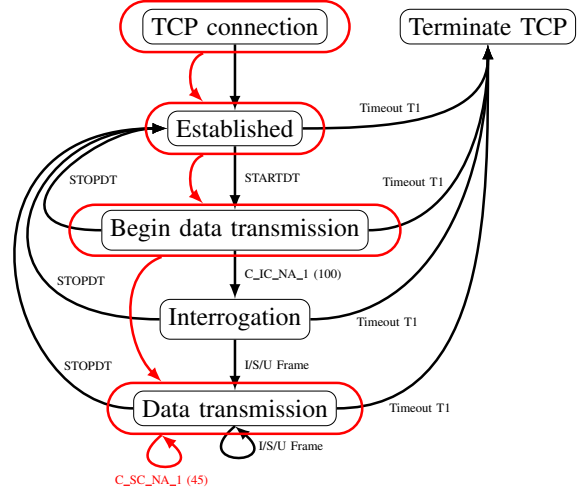 TCP connection
Terminate TCP
Timeout T1
Established
STOPDT
STARTDT
Timeout T1
Begin data transmission
C_IC_NA_1 (100)
STOPDT
Interrogation
Timeout T1
STOPDT
I/S/U Frame
Data transmission
Timeout T1
I/S/U Frame
C_SC_NA_1 (45)